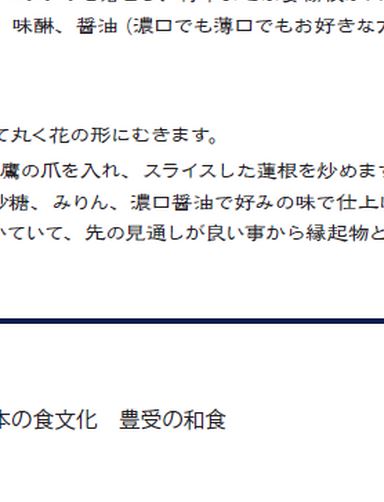 味醂、醤油（濃口でも薄口でもお好きな
て丸く花の形にむきます。
鷹の爪を入れ、スライスした蓮根を炒めます
砂糖、みりん、濃口醤油で好みの味で仕上げ
いていて、先の見通しが良い事から縁起物と
本の食文化　豊受の和食